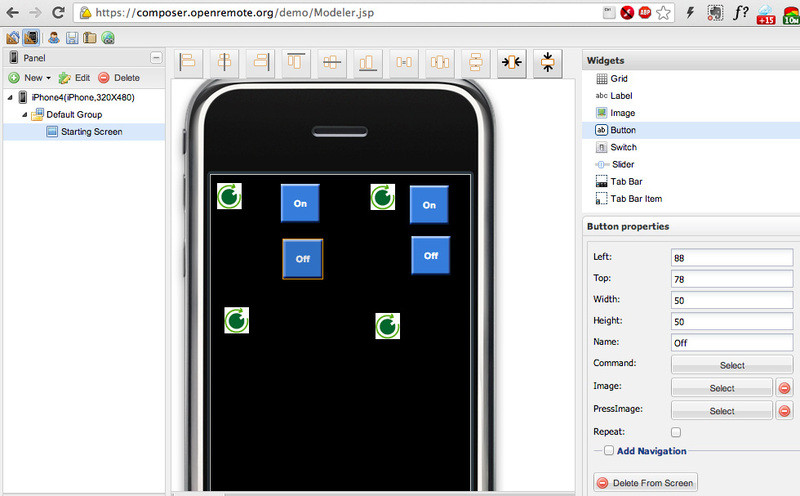 https://composer.openremote.org/demo/Modeler.jsp
ABP
f?
+15
10m
Panel
New Edit Delete
iPhone4(iPhone,320X480)
Default Group
Starting Screen
On
On
Off
Off
Widgets
Grid
abc Label
Image
ab Button
Switch
Slider
Tab Bar
Tab Bar Item
Button properties
Left: 88
Top: 78
Width: 50
Height: 50
Name: Off
Command: Select
Image: Select
PressImage: Select
Repeat:
Add Navigation
Delete From Screen